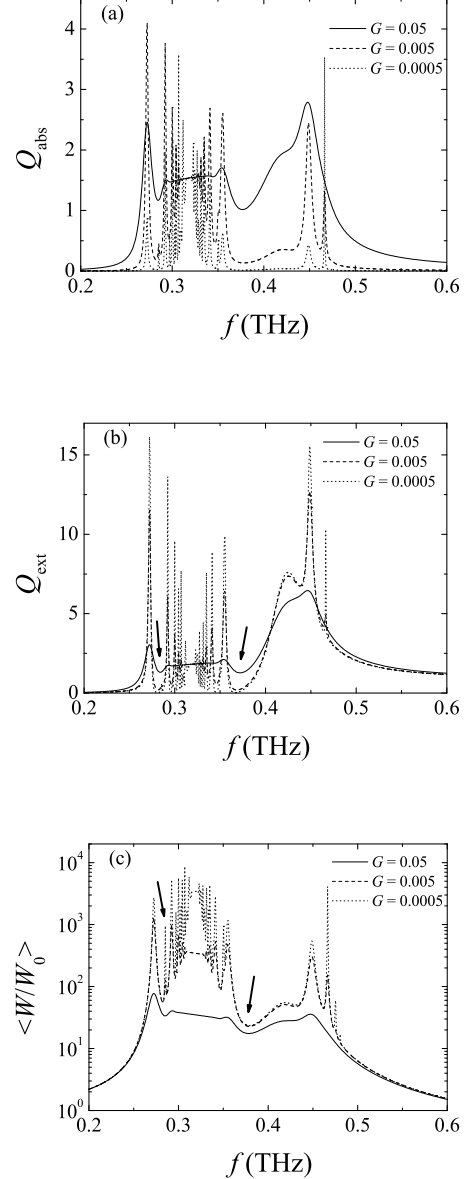 (a)
G = 0.05
G = 0.005
G = 0.0005
4
3
2
1
0
Q_abs
0.2 0.3 0.4 0.5 0.6
f (THz)
(b)
G = 0.05
G = 0.005
G = 0.0005
15
10
5
0
Q_ext
0.2 0.3 0.4 0.5 0.6
f (THz)
(c)
G = 0.05
G = 0.005
G = 0.0005
10^4
10^3
10^2
10^1
10^0
<W/W_0>
0.2 0.3 0.4 0.5 0.6
f (THz)